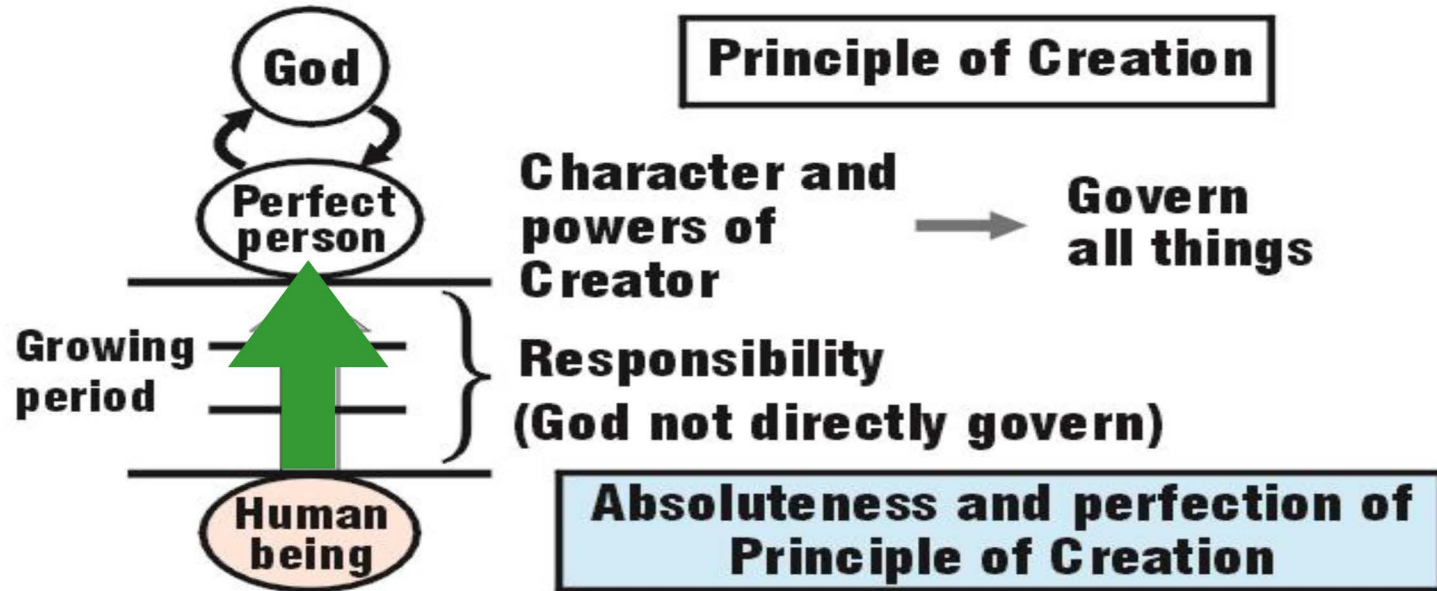 God
Principle of Creation
Perfect
person
Character and
powers of
Creator
Govern
all things
Growing
period
Responsibility
(God not directly govern)
Human
being
Absoluteness and perfection of
Principle of Creation